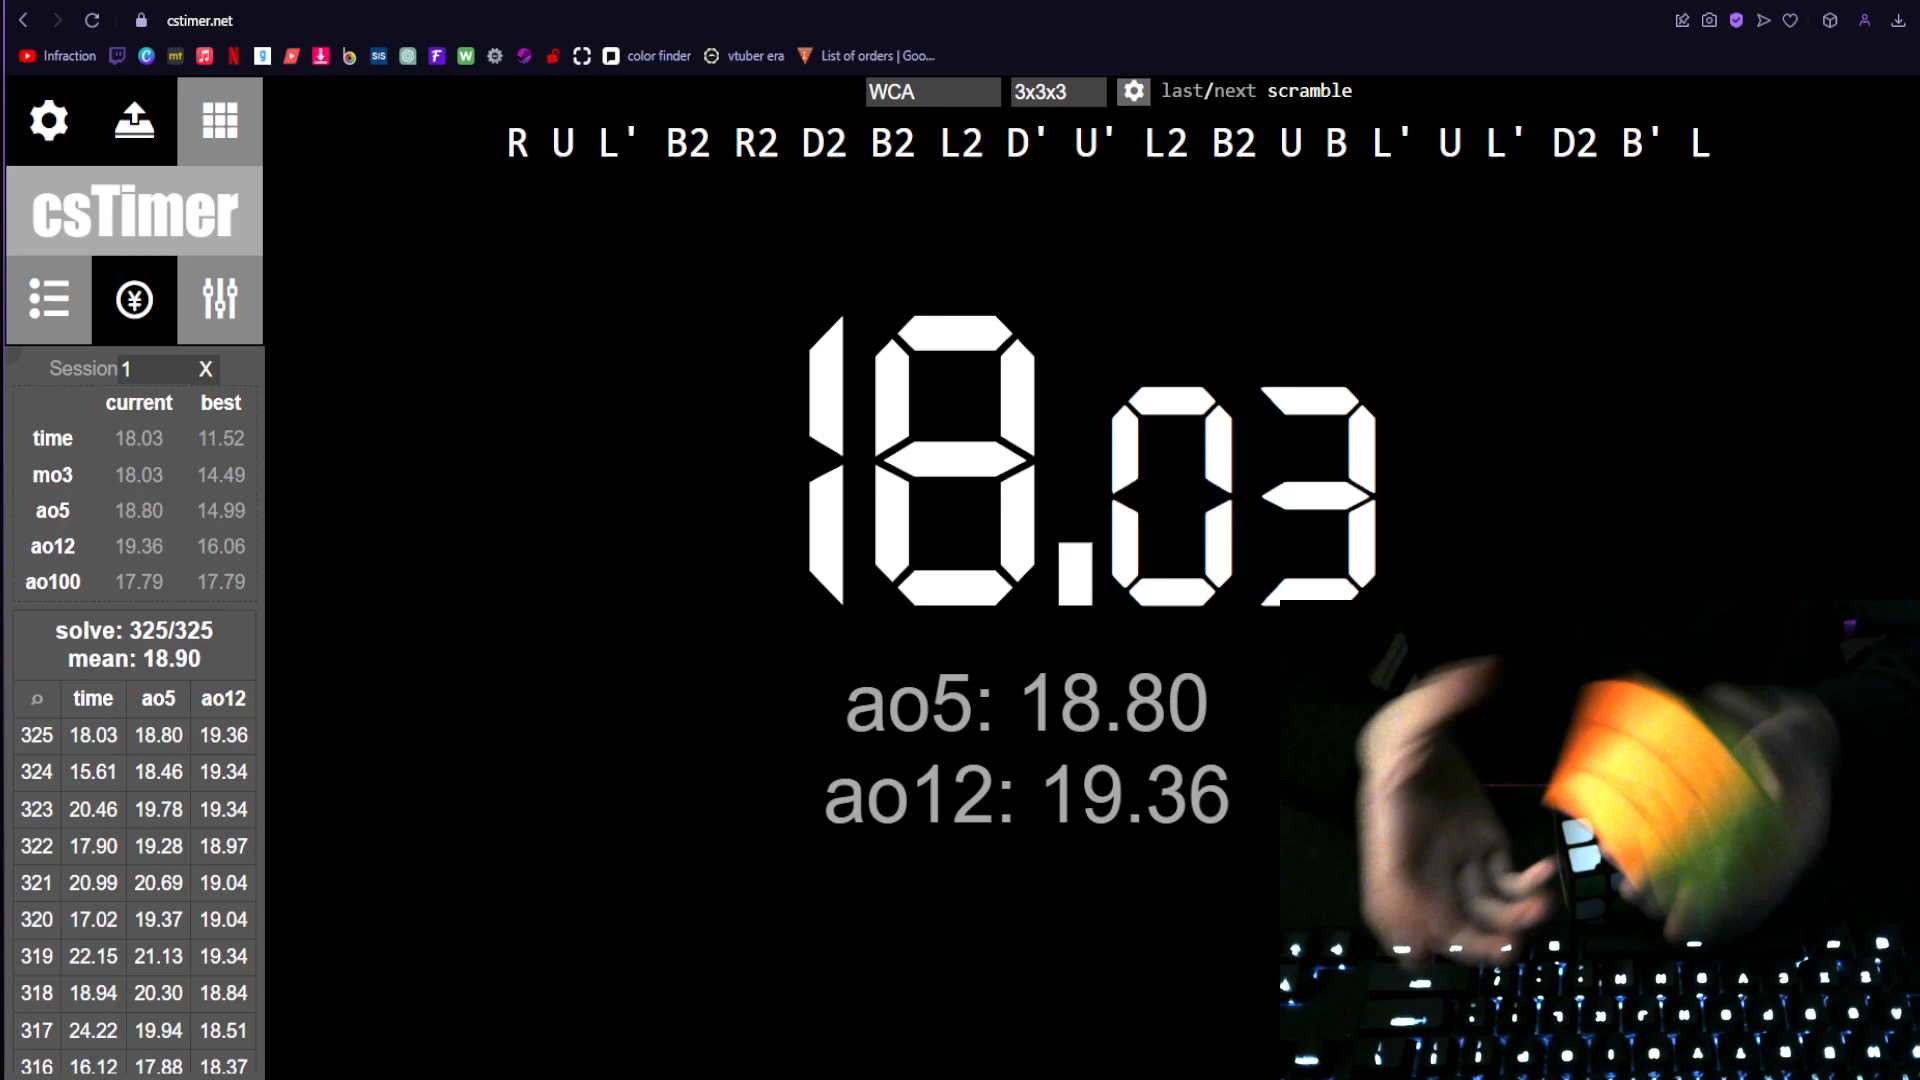 cstimer.net
Infraction
mt
g
SiS
F
W
color finder
vtuber era
List of orders | Goo...
WCA
3x3x3
last/next scramble
R U L' B2 R2 D2 B2 L2 D' U' L2 B2 U B L' U L' D2 B' L
csTimer
Session 1 X
current best
time 18.03 11.52
mo3 18.03 14.49
ao5 18.80 14.99
ao12 19.36 16.06
ao100 17.79 17.79
solve: 325/325
mean: 18.90
time ao5 ao12
325 18.03 18.80 19.36
324 15.61 18.46 19.34
323 20.46 19.78 19.34
322 17.90 19.28 18.97
321 20.99 20.69 19.04
320 17.02 19.37 19.04
319 22.15 21.13 19.34
318 18.94 20.30 18.84
317 24.22 19.94 18.51
316 16.12 17.88 18.37
18.03
ao5: 18.80
ao12: 19.36